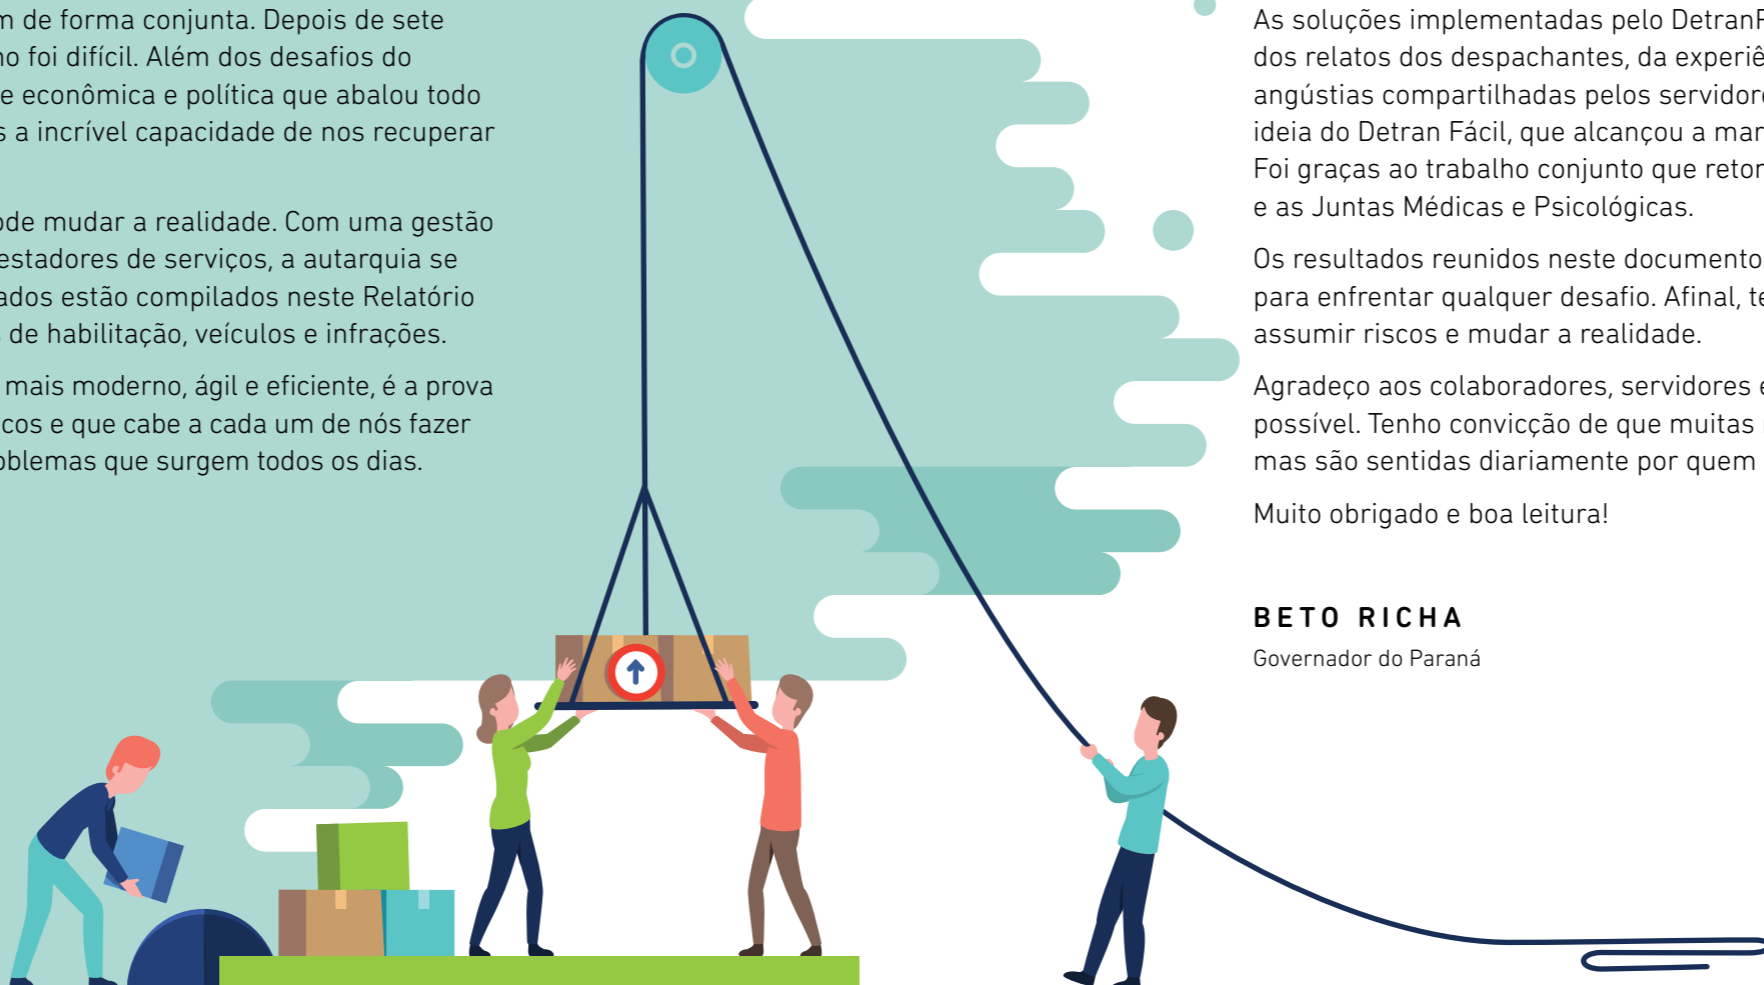 m de forma conjunta. Depois de sete
no foi difícil. Além dos desafios do
e econômica e política que abalou todo
s a incrível capacidade de nos recuperar
ode mudar a realidade. Com uma gestão
estadores de serviços, a autarquia se
ados estão compilados neste Relatório
s de habilitação, veículos e infrações.
mais moderno, ágil e eficiente, é a prova
cos e que cabe a cada um de nós fazer
oblemas que surgem todos os dias.
As soluções implementadas pelo Detran
dos relatos dos despachantes, da experiê
angústias compartilhadas pelos servidor
ideia do Detran Fácil, que alcançou a mar
Foi graças ao trabalho conjunto que retor
e as Juntas Médicas e Psicológicas.
Os resultados reunidos neste documento
para enfrentar qualquer desafio. Afinal, te
assumir riscos e mudar a realidade.
Agradeço aos colaboradores, servidores e
possível. Tenho convicção de que muitas
mas são sentidas diariamente por quem
Muito obrigado e boa leitura!
BETO RICHA
Governador do Paraná